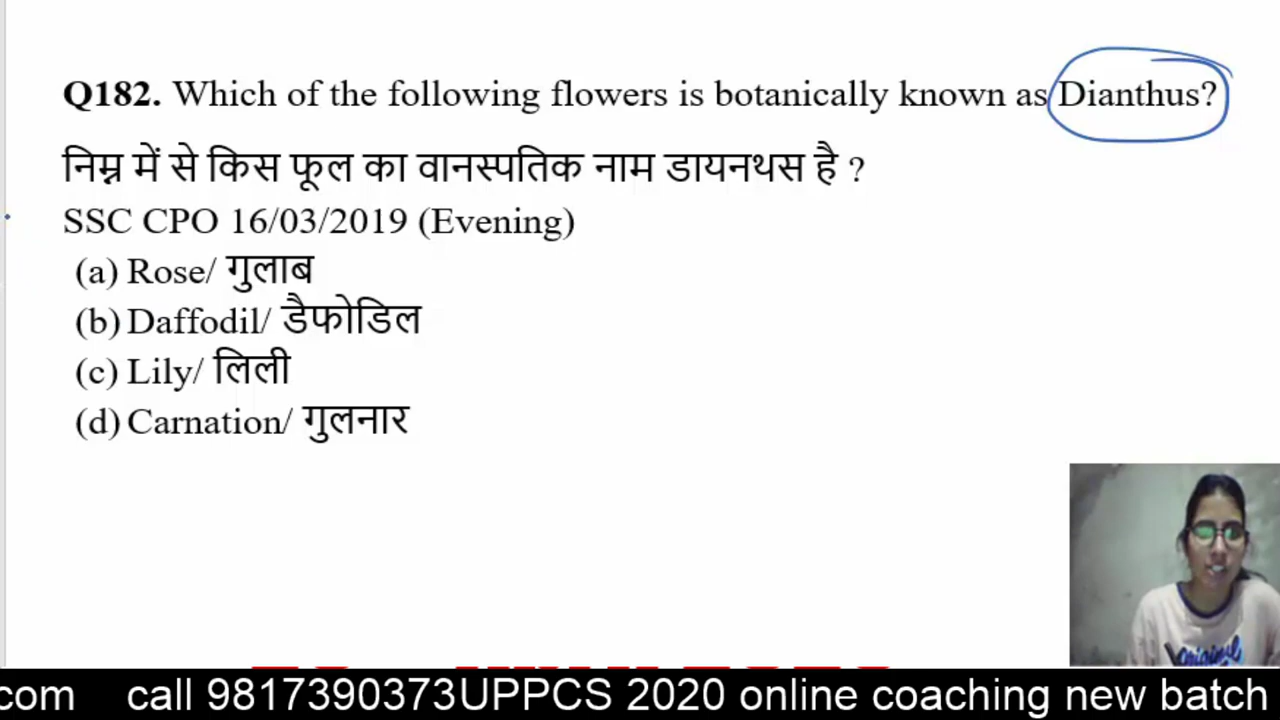 Q182. Which of the following flowers is botanically known as Dianthus?
निम्न में से किस फूल का वानस्पतिक नाम डायनथस है ?
SSC CPO 16/03/2019 (Evening)
(a) Rose/ गुलाब
(b) Daffodil/ डैफोडिल
(c) Lily/ लिली
(d) Carnation/ गुलनार
Original
com call 9817390373UPPCS 2020 online coaching new batch